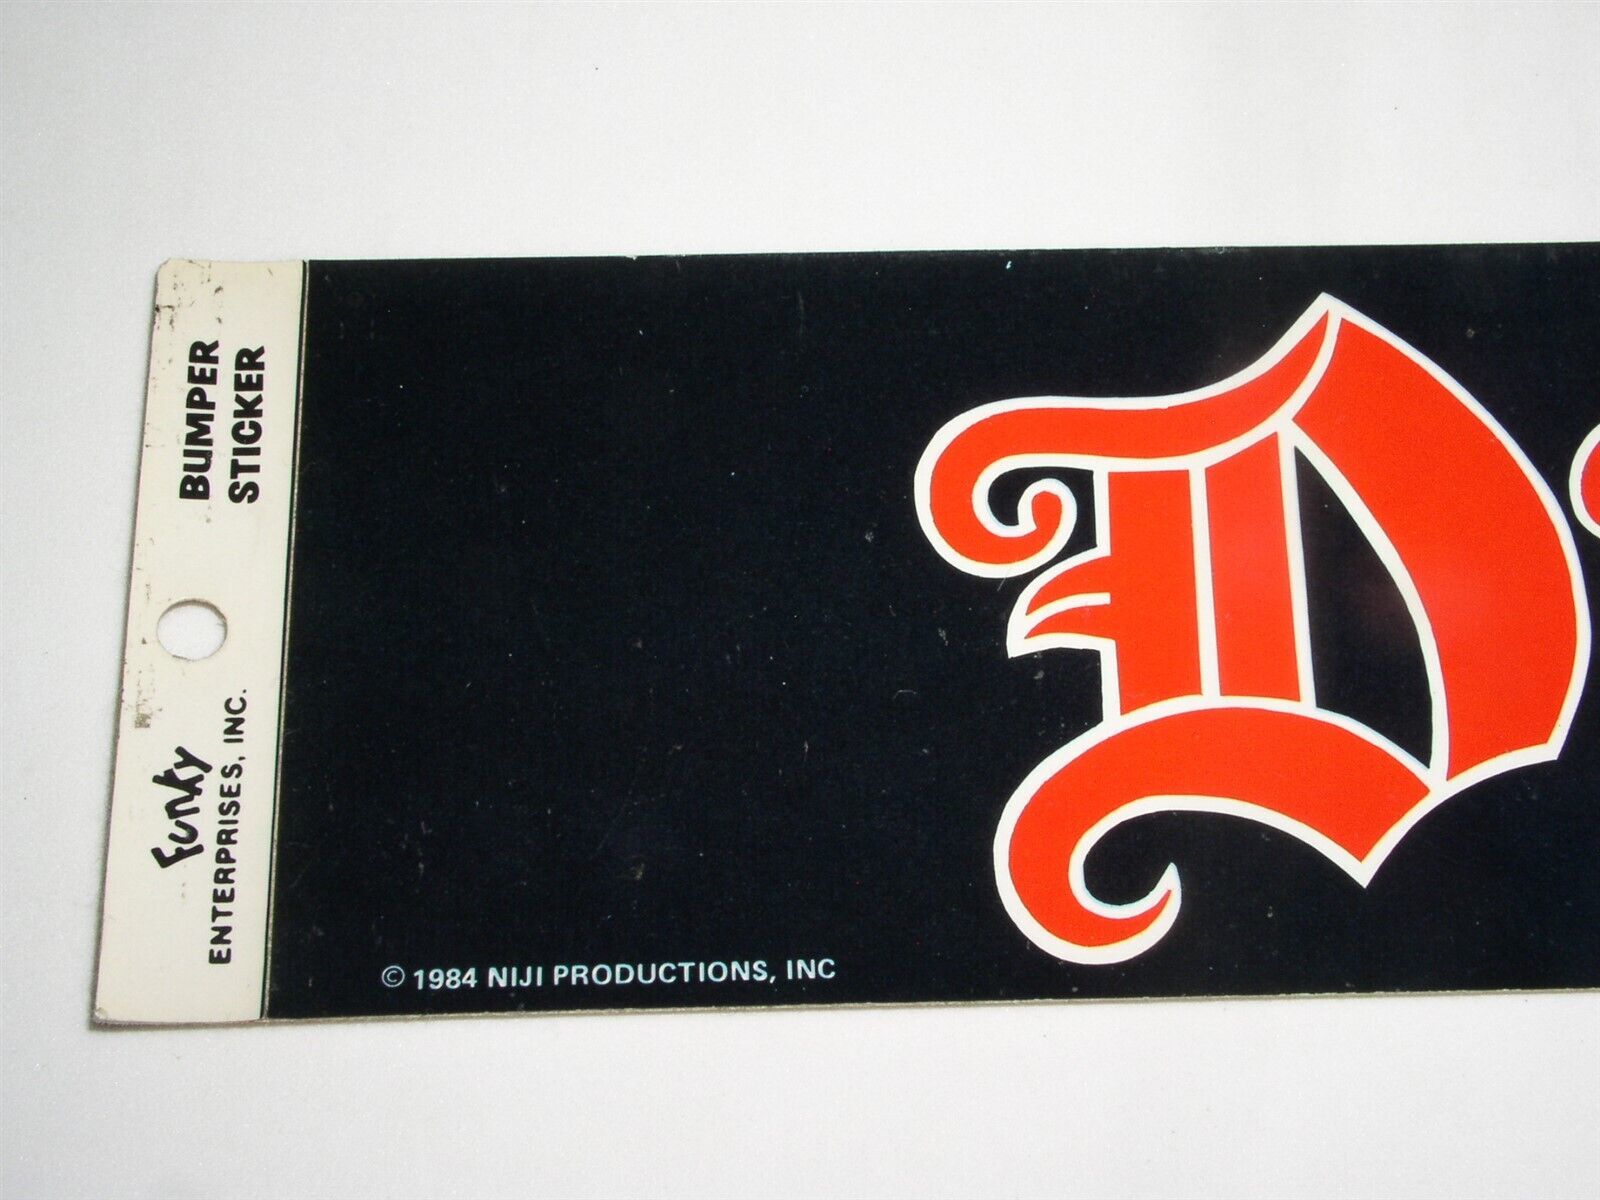 BUMPER
STICKER
Funky
ENTERPRISES, INC.
© 1984 NIJI PRODUCTIONS, INC
D